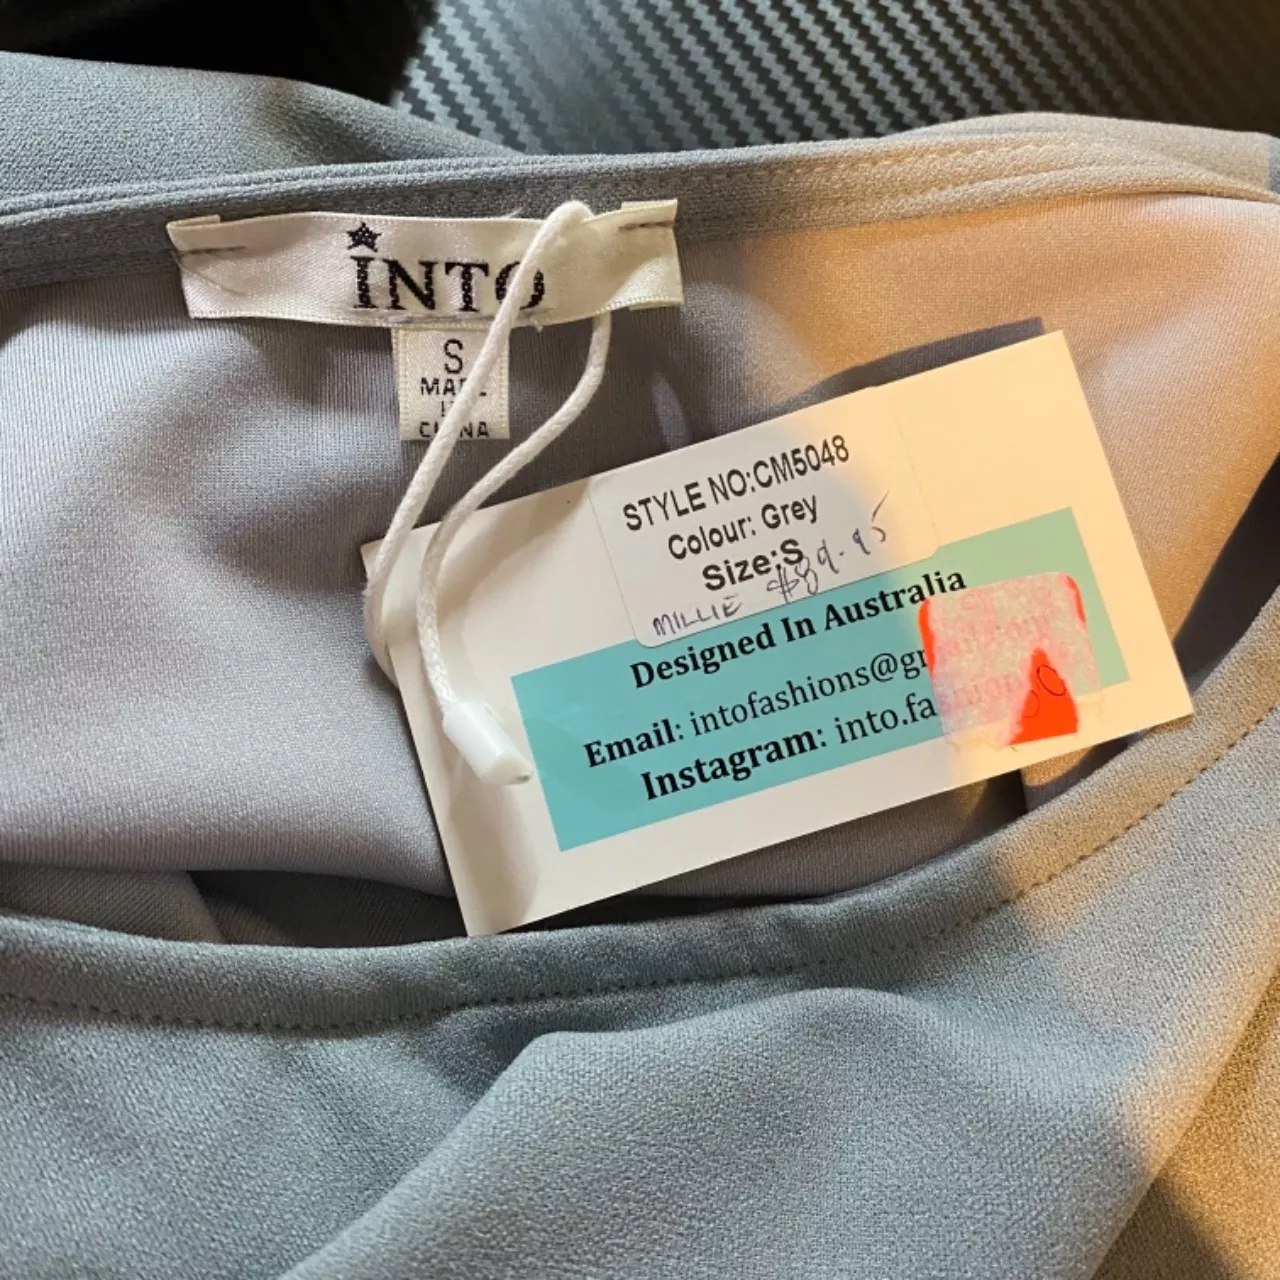 iNTO
S
MADE
IN
CHINA
STYLE NO:CM5048
Colour: Grey
Size:S
MILLIE $89-95
Designed In Australia
Email: intofashions@g
Instagram: into.fa